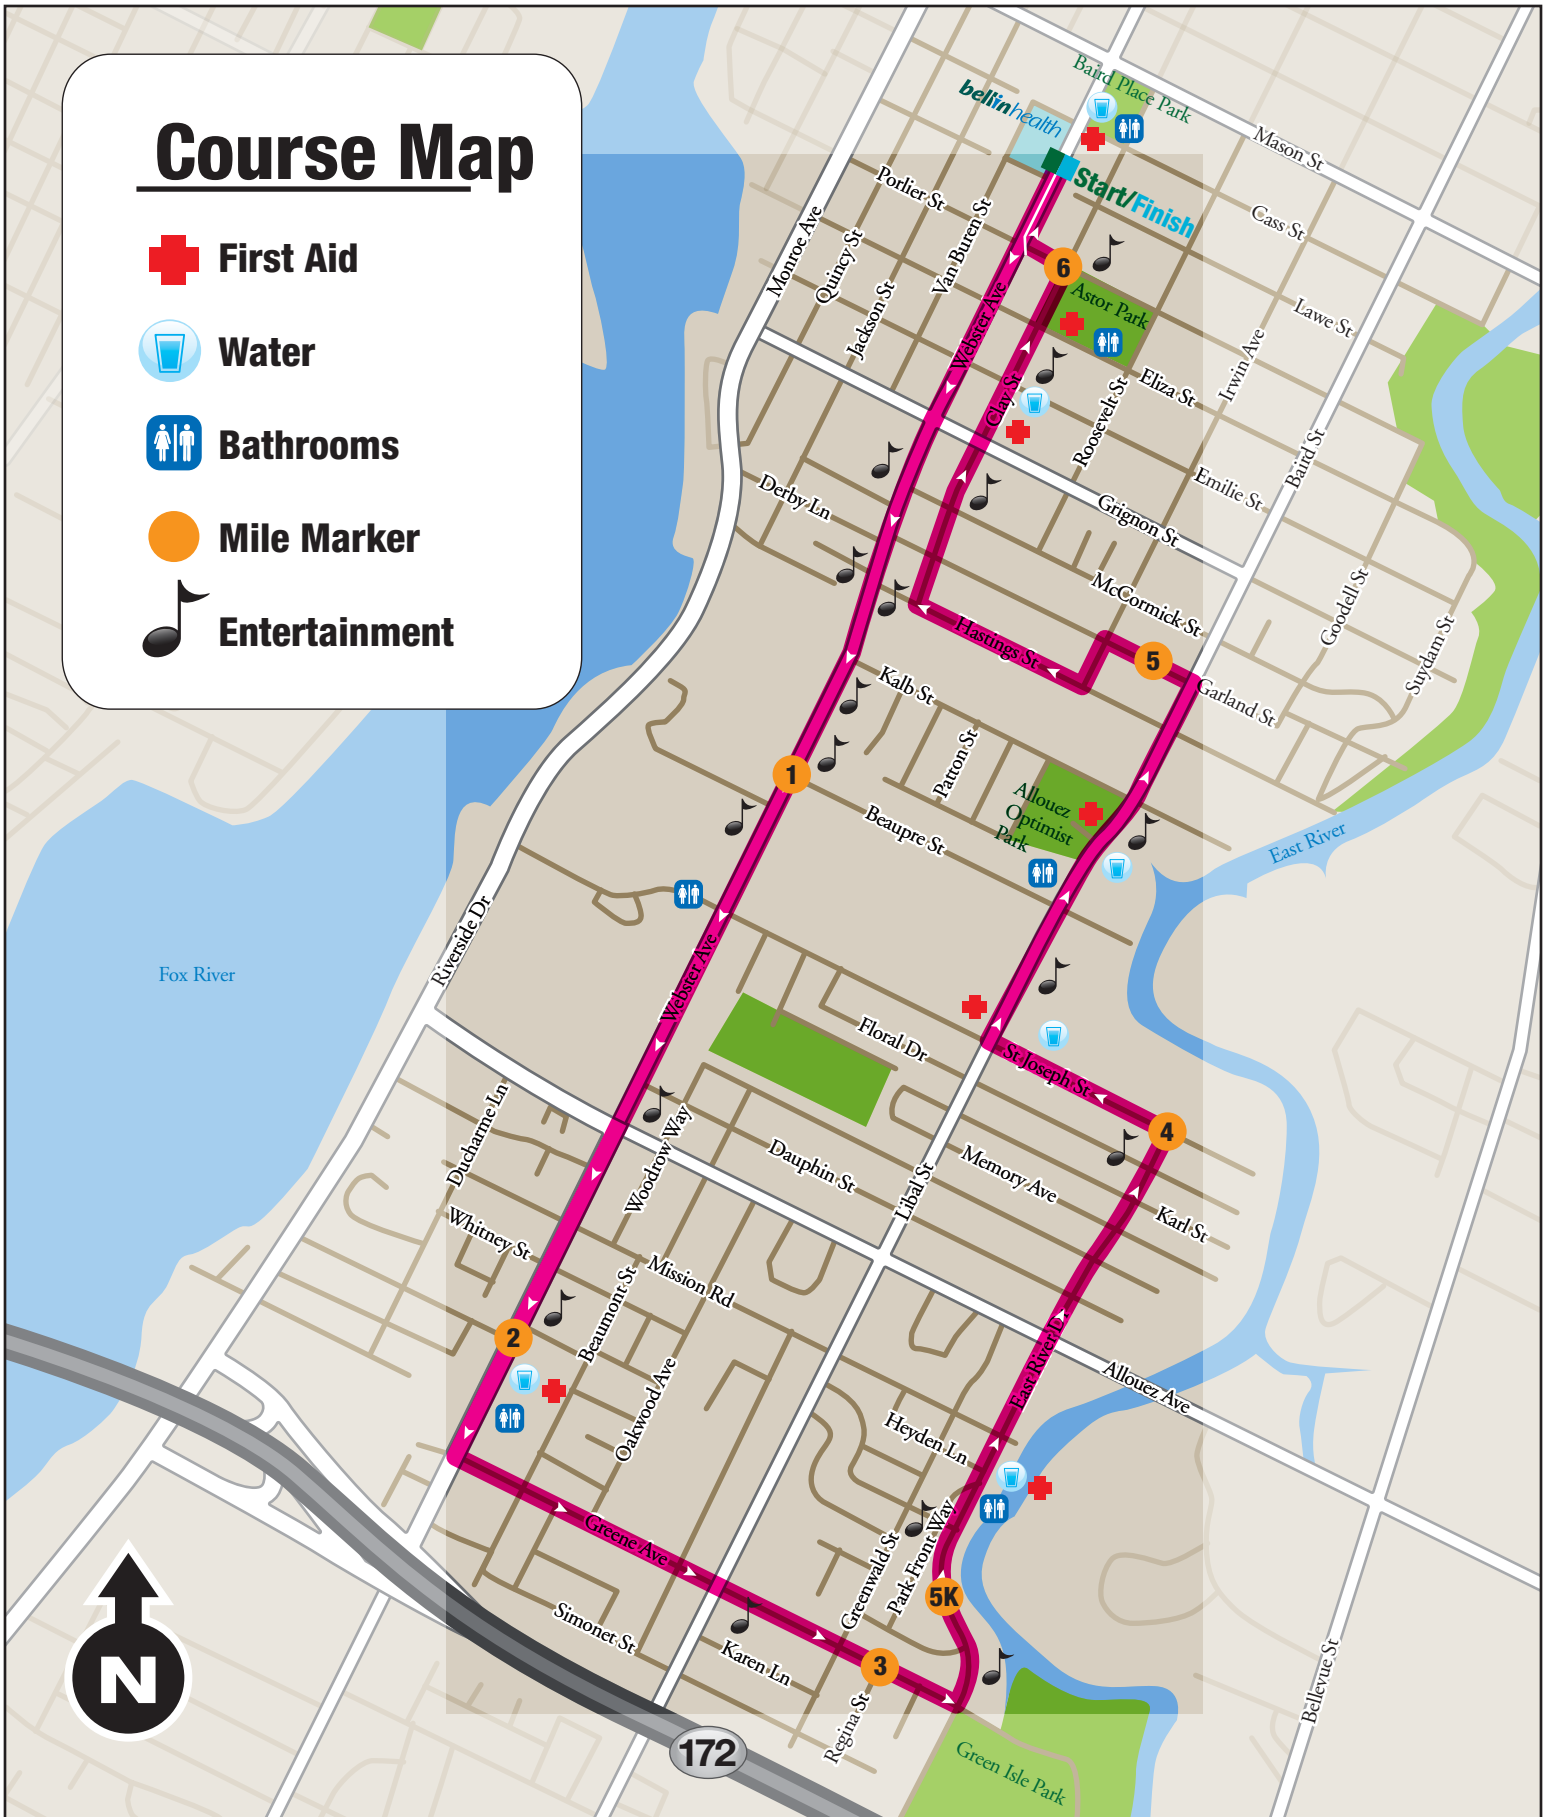 Course Map
First Aid
Water
Bathrooms
Mile Marker
Entertainment
Baird Place Park
bellinhealth
Mason St
Start/Finish
Porlier St
Cass St
Monroe Ave
Quincy St
Van Buren St
Jackson St
6
Astor Park
Lawe St
Webster Ave
Irwin Ave
Eliza St
Clay St
Roosevelt St
Baird St
Emilie St
Derby Ln
Grignon St
McCormick St
Goodell St
Suydam St
Hastings St
5
Kalb St
Garland St
Patton St
1
Allouez
Optimist
Park
Beaupre St
East River
Riverside Dr
Fox River
Webster Ave
Floral Dr
St Joseph St
Ducharme Ln
4
Woodrow Way
Dauphin St
Memory Ave
Libal St
Karl St
Whitney St
Mission Rd
Beaumont St
2
East River Dr
Allouez Ave
Oakwood Ave
Heyden Ln
Greene Ave
Greenwald St
Park Front Way
5K
Simonet St
Karen Ln
3
Regina St
Bellevue St
N
172
Green Isle Park